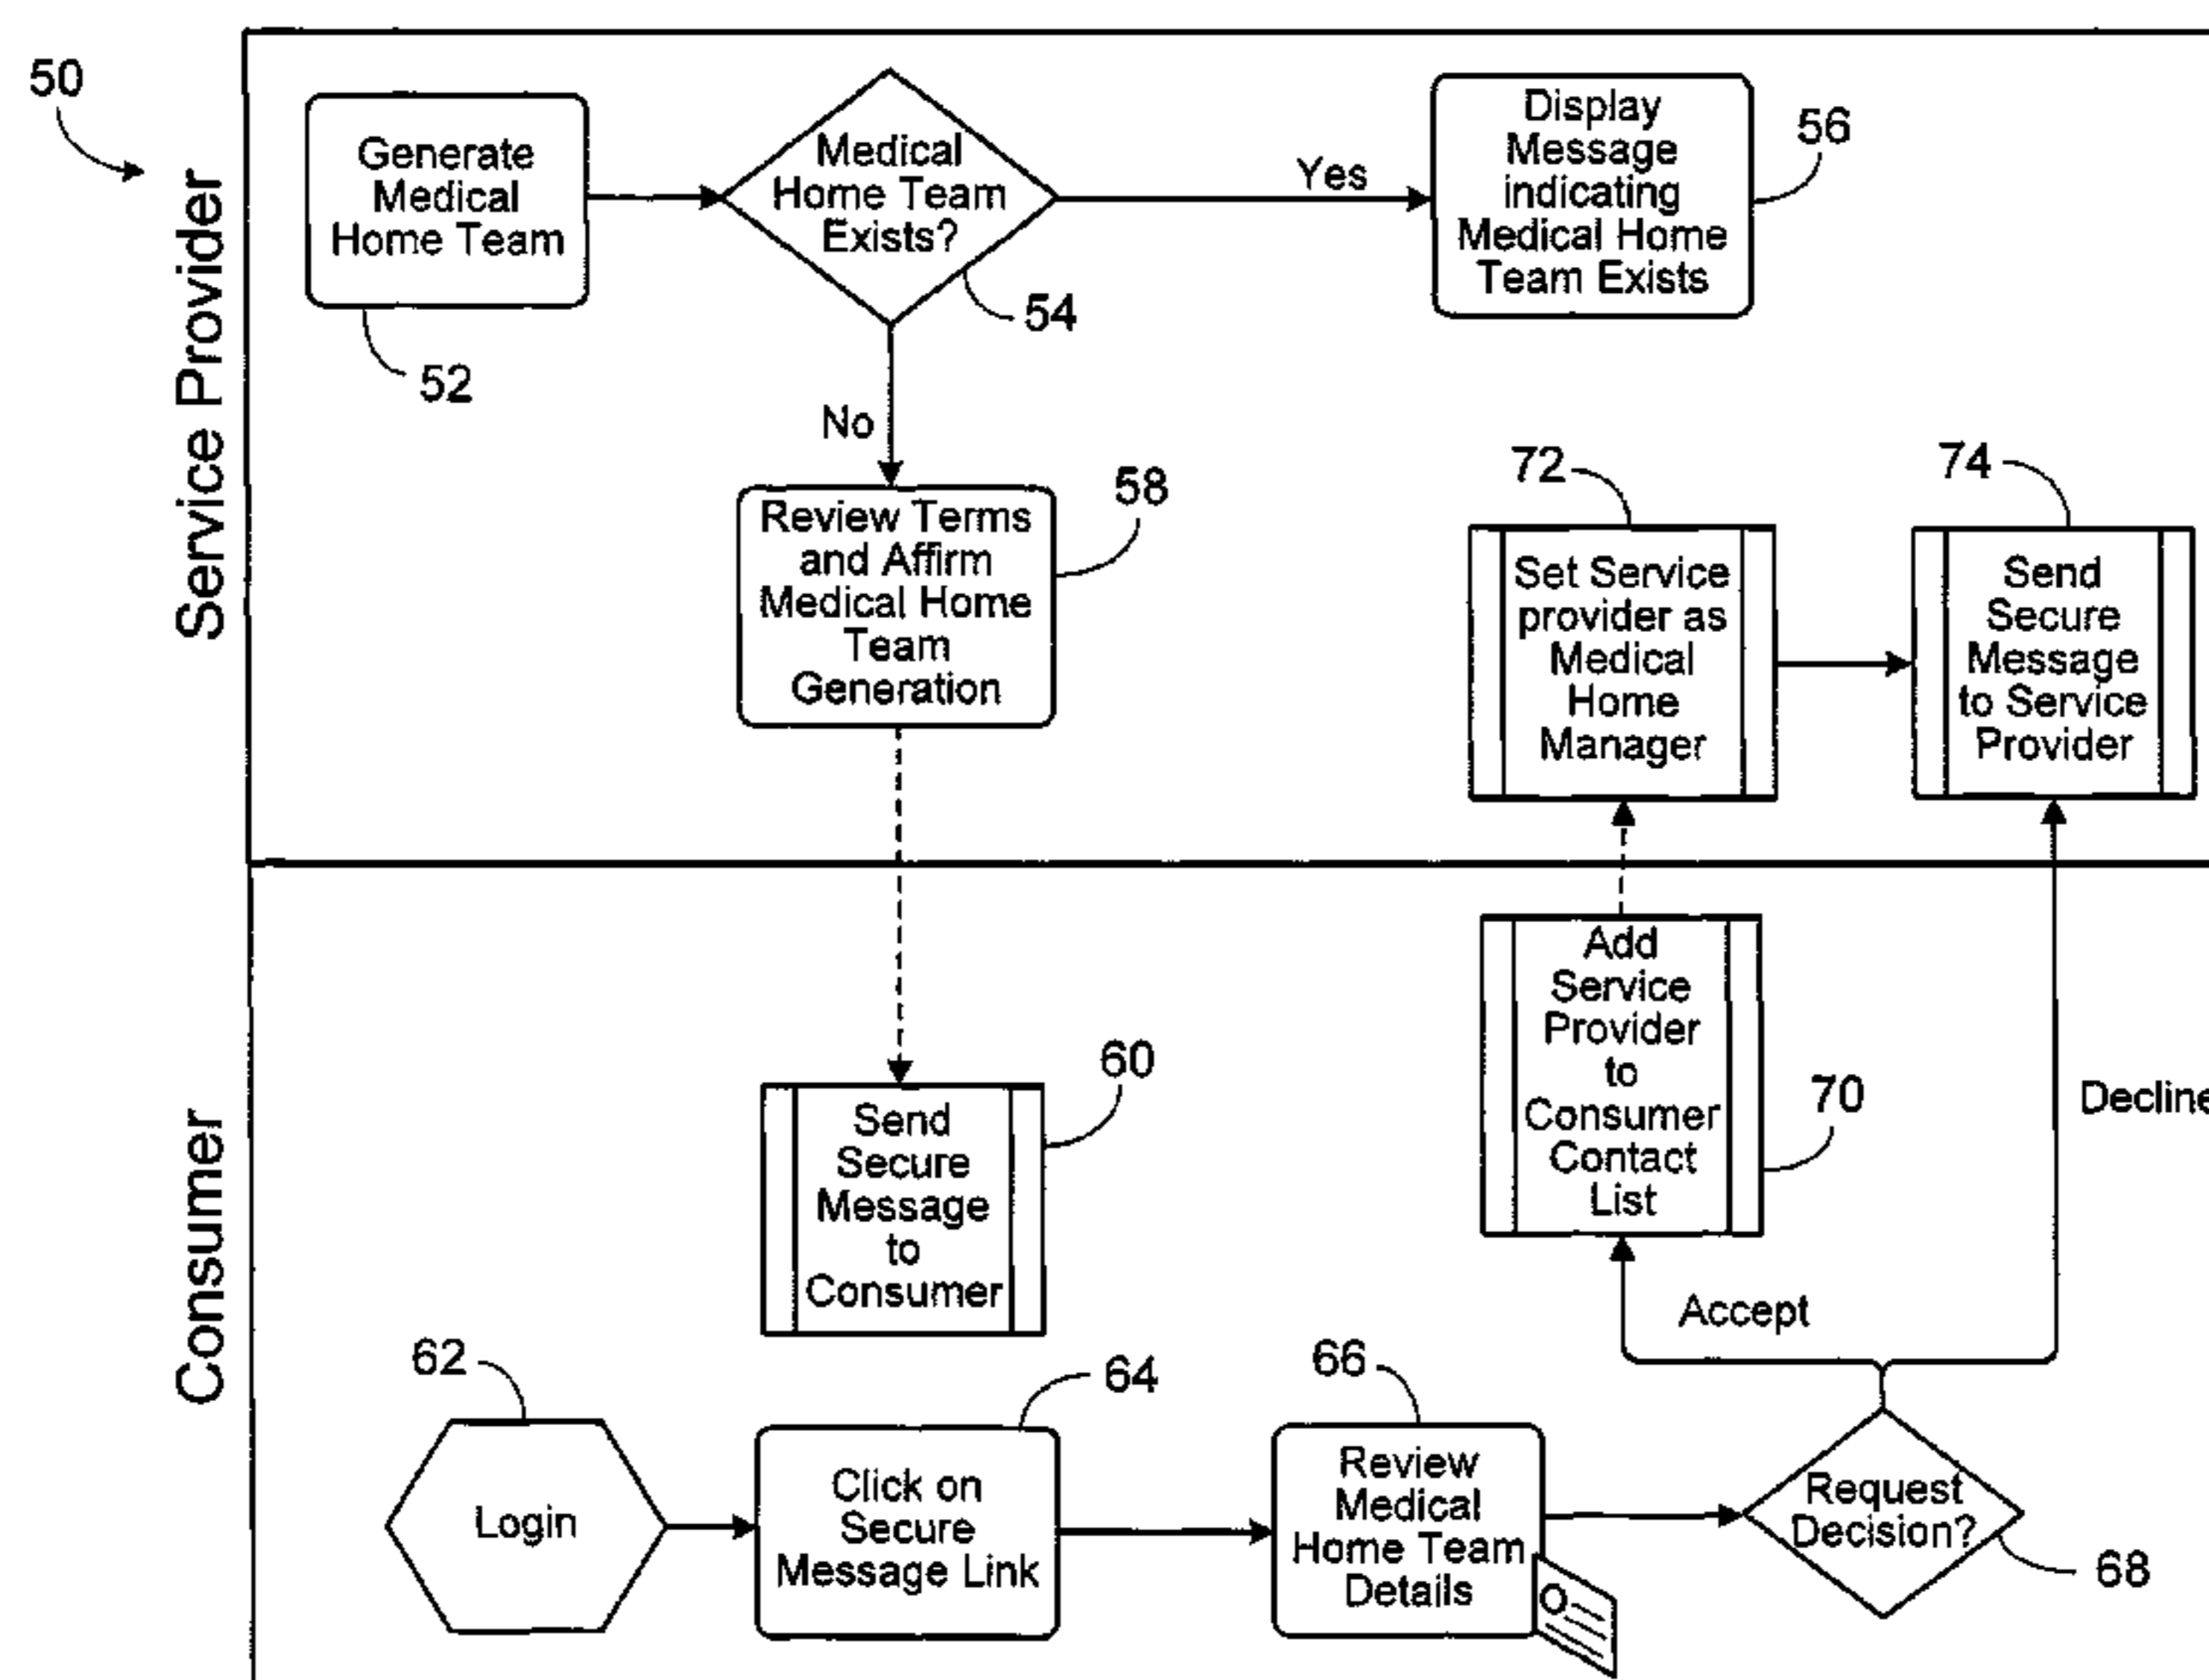 50
Service Provider
Generate
Medical
Home Team
52
Medical
Home Team
Exists?
54
Yes
Display
Message
indicating
Medical Home
Team Exists
56
No
Review Terms
and Affirm
Medical Home
Team
Generation
58
72
Set Service
provider as
Medical
Home
Manager
74
Send
Secure
Message
to Service
Provider
Consumer
Send
Secure
Message
to
Consumer
60
Add
Service
Provider
to
Consumer
Contact
List
70
Decline
Accept
62
Login
64
Click on
Secure
Message Link
66
Review
Medical
Home Team
Details
Request
Decision?
68